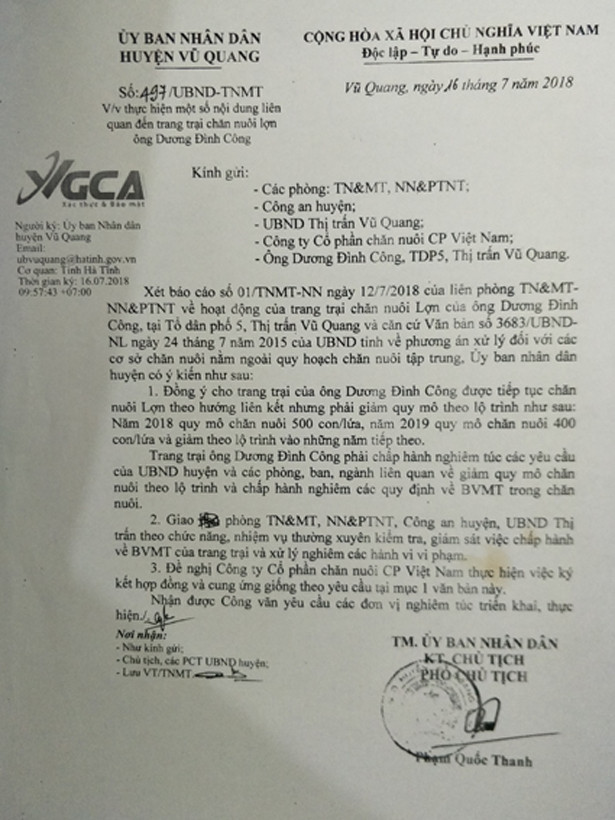 ỦY BAN NHÂN DÂN
HUYỆN VŨ QUANG
CỘNG HÒA XÃ HỘI CHỦ NGHĨA VIỆT NAM
Độc lập - Tự do - Hạnh phúc
Số: 497/UBND-TNMT
V/v thực hiện một số nội dung liên
quan đến trang trại chăn nuôi lợn
ông Dương Đình Công
Vũ Quang, ngày 16 tháng 7 năm 2018
VGCA
Xác thực & Bảo mật
Người ký: Ủy ban Nhân dân
huyện Vũ Quang
Email:
ubvuquang@hatinh.gov.vn
Cơ quan: Tỉnh Hà Tĩnh
Thời gian ký: 16.07.2018
09:57:43 +07:00
Kính gửi:
- Các phòng: TN&MT, NN&PTNT;
- Công an huyện;
- UBND Thị trấn Vũ Quang;
- Công ty Cổ phần chăn nuôi CP Việt Nam;
- Ông Dương Đình Công, TDP5, Thị trấn Vũ Quang.
Xét báo cáo số 01/TNMT-NN ngày 12/7/2018 của liên phòng TN&MT-
NN&PTNT về hoạt động của trang trại chăn nuôi Lợn của ông Dương Đình
Công, tại Tổ dân phố 5, Thị trấn Vũ Quang và căn cứ Văn bản số 3683/UBND-
NL ngày 24 tháng 7 năm 2015 của UBND tỉnh về phương án xử lý đối với các
cơ sở chăn nuôi nằm ngoài quy hoạch chăn nuôi tập trung, Ủy ban nhân dân
huyện có ý kiến như sau:
1. Đồng ý cho trang trại của ông Dương Đình Công được tiếp tục chăn
nuôi Lợn theo hướng liên kết nhưng phải giảm quy mô theo lộ trình như sau:
Năm 2018 quy mô chăn nuôi 500 con/lứa, năm 2019 quy mô chăn nuôi 400
con/lứa và giảm theo lộ trình vào những năm tiếp theo.
Trang trại ông Dương Đình Công phải chấp hành nghiêm túc các yêu cầu
của UBND huyện và các phòng, ban, ngành liên quan về giảm quy mô chăn
nuôi theo lộ trình và chấp hành nghiêm các quy định về BVMT trong chăn
nuôi.
2. Giao phòng TN&MT, NN&PTNT, Công an huyện, UBND Thị
trấn theo chức năng, nhiệm vụ thường xuyên kiểm tra, giám sát việc chấp hành
về BVMT của trang trại và xử lý nghiêm các hành vi vi phạm.
3. Đề nghị Công ty Cổ phần chăn nuôi CP Việt Nam thực hiện việc ký
kết hợp đồng và cung ứng giống theo yêu cầu tại mục 1 văn bản này.
Nhận được Công văn yêu cầu các đơn vị nghiêm túc triển khai, thực
hiện./.
Nơi nhận:
- Như kính gửi;
- Chủ tịch, các PCT UBND huyện;
- Lưu VT/TNMT.
TM. ỦY BAN NHÂN DÂN
KT. CHỦ TỊCH
PHÓ CHỦ TỊCH
Phạm Quốc Thanh